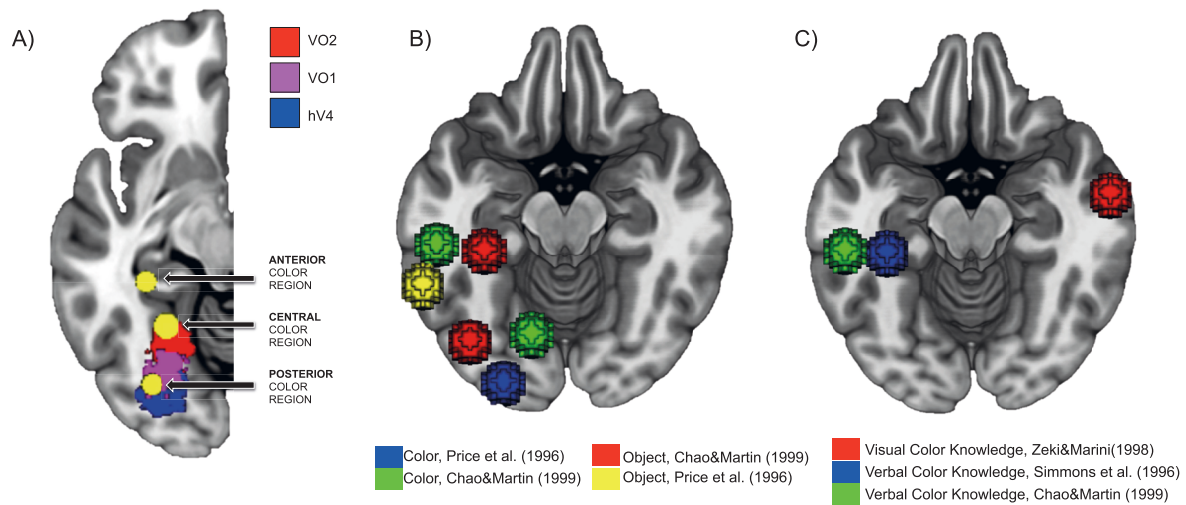 A)
VO2
VO1
hV4
ANTERIOR
COLOR
REGION
CENTRAL
COLOR
REGION
POSTERIOR
COLOR
REGION
B)
Color, Price et al. (1996)
Color, Chao&Martin (1999)
Object, Chao&Martin (1999)
Object, Price et al. (1996)
C)
Visual Color Knowledge, Zeki&Marini(1998)
Verbal Color Knowledge, Simmons et al. (1996)
Verbal Color Knowledge, Chao&Martin (1999)